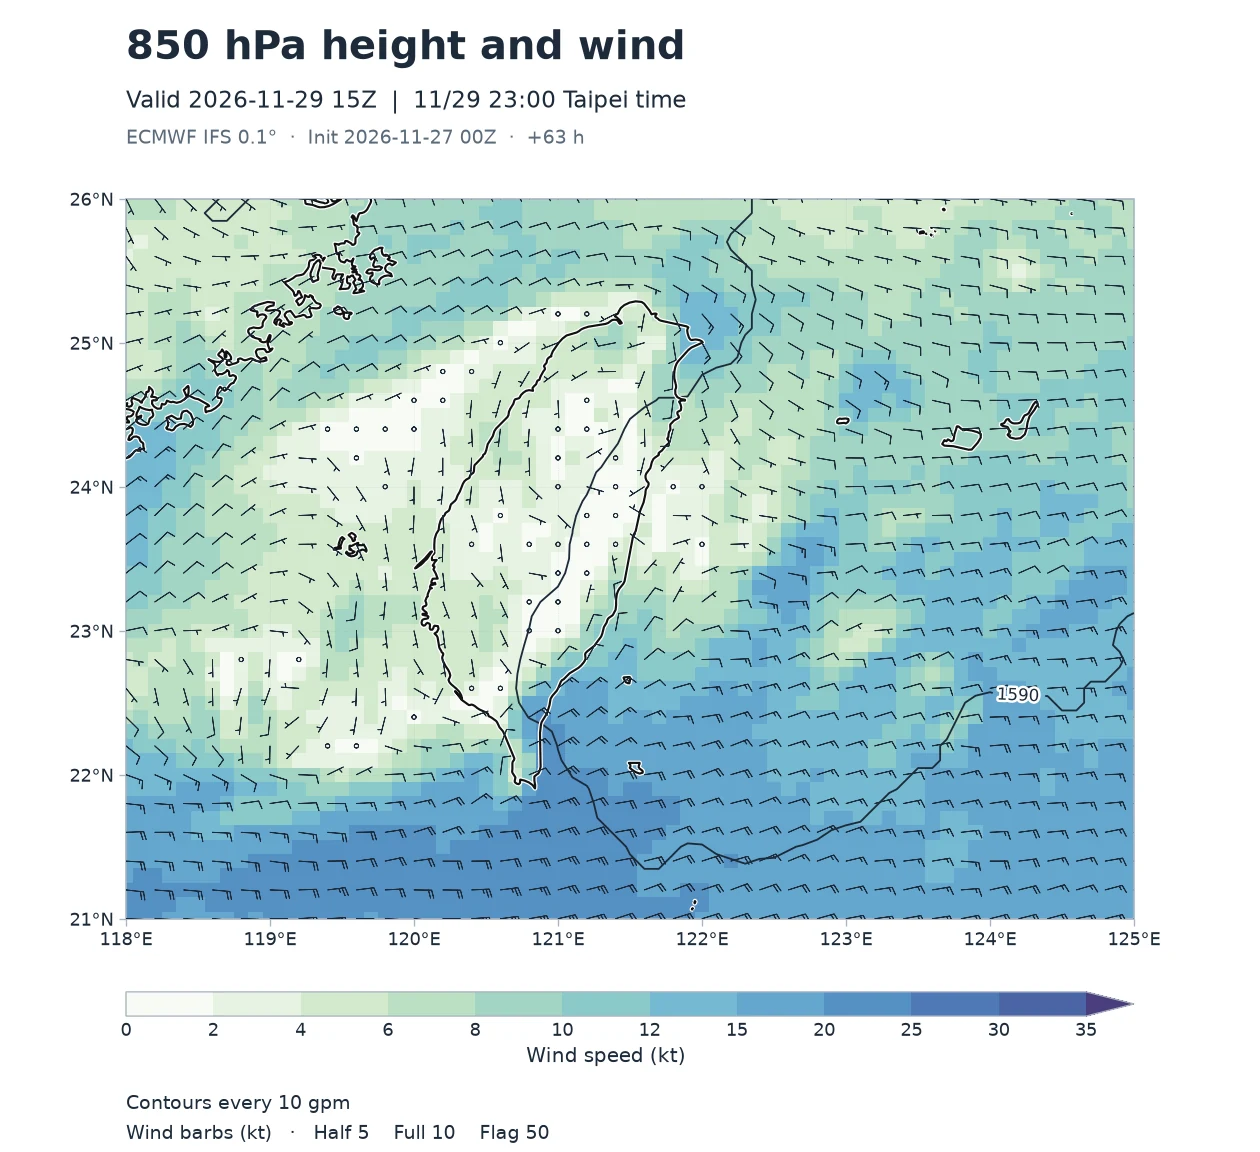 850 hPa height and wind
Valid 2026-11-29 15Z | 11/29 23:00 Taipei time
ECMWF IFS 0.1° · Init 2026-11-27 00Z · +63 h
26°N
25°N
24°N
23°N
22°N
21°N
1590
118°E 119°E 120°E 121°E 122°E 123°E 124°E 125°E
0 2 4 6 8 10 12 15 20 25 30 35
Wind speed (kt)
Contours every 10 gpm
Wind barbs (kt) · Half 5 Full 10 Flag 50